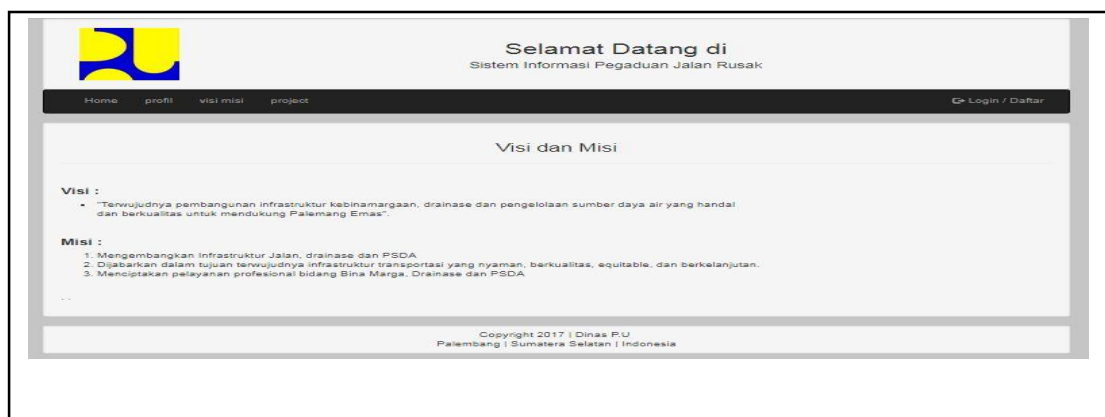 Selamat Datang di
Sistem Informasi Pegaduan Jalan Rusak
Home profil visi misi project Login / Daftar
Visi dan Misi
Visi :
"Terwujudnya pembangunan infrastruktur kebinamargaan, drainase dan pengelolaan sumber daya air yang handal
dan berkualitas untuk mendukung Palemang Emas".
Misi :
1. Mengembangkan Infrastruktur Jalan, drainase dan PSDA
2. Dijabarkan dalam tujuan terwujudnya infrastruktur transportasi yang nyaman, berkualitas, equitable, dan berkelanjutan.
3. Menciptakan pelayanan profesional bidang Bina Marga, Drainase dan PSDA
Copyright 2017 | Dinas P.U
Palembang | Sumatera Selatan | Indonesia